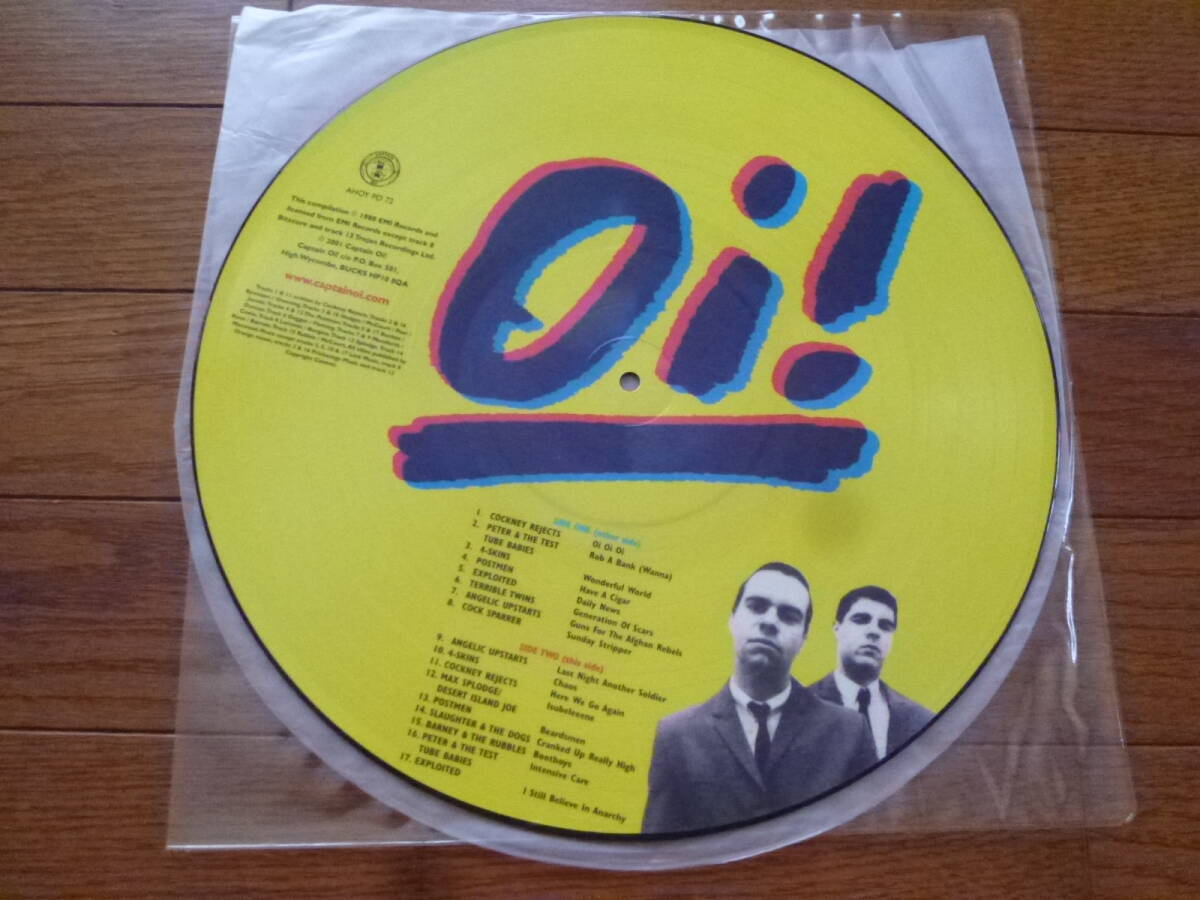 AHOY PD 72
This compilation ℗ 1980 EMI Records and
licensed from EMI Records except track 8
Bitzcore and track 13 Trojan Recordings Ltd.
© 2001 Captain Oi!
Captain Oi! c/o P.O. Box 501,
High Wycombe, BUCKS HP10 8QA
www.captainoi.com
Copyright Control.
Oi!
SIDE ONE (other side)
1. COCKNEY REJECTS Oi Oi Oi
2. PETER & THE TEST
TUBE BABIES Rob A Bank (Wanna)
3. 4-SKINS Wonderful World
4. POSTMEN Have A Cigar
5. EXPLOITED Daily News
6. TERRIBLE TWINS Generation Of Scars
7. ANGELIC UPSTARTS Guns For The Afghan Rebels
8. COCK SPARRER Sunday Stripper
SIDE TWO (this side)
9. ANGELIC UPSTARTS Last Night Another Soldier
10. 4-SKINS Chaos
11. COCKNEY REJECTS Here We Go Again
12. MAX SPLODGE/
DESERT ISLAND JOE Isubeleeene
13. POSTMEN Beardsmen
14. SLAUGHTER & THE DOGS Cranked Up Really High
15. BARNEY & THE RUBBLES Bootboys
16. PETER & THE TEST
TUBE BABIES Intensive Care
17. EXPLOITED I Still Believe In Anarchy